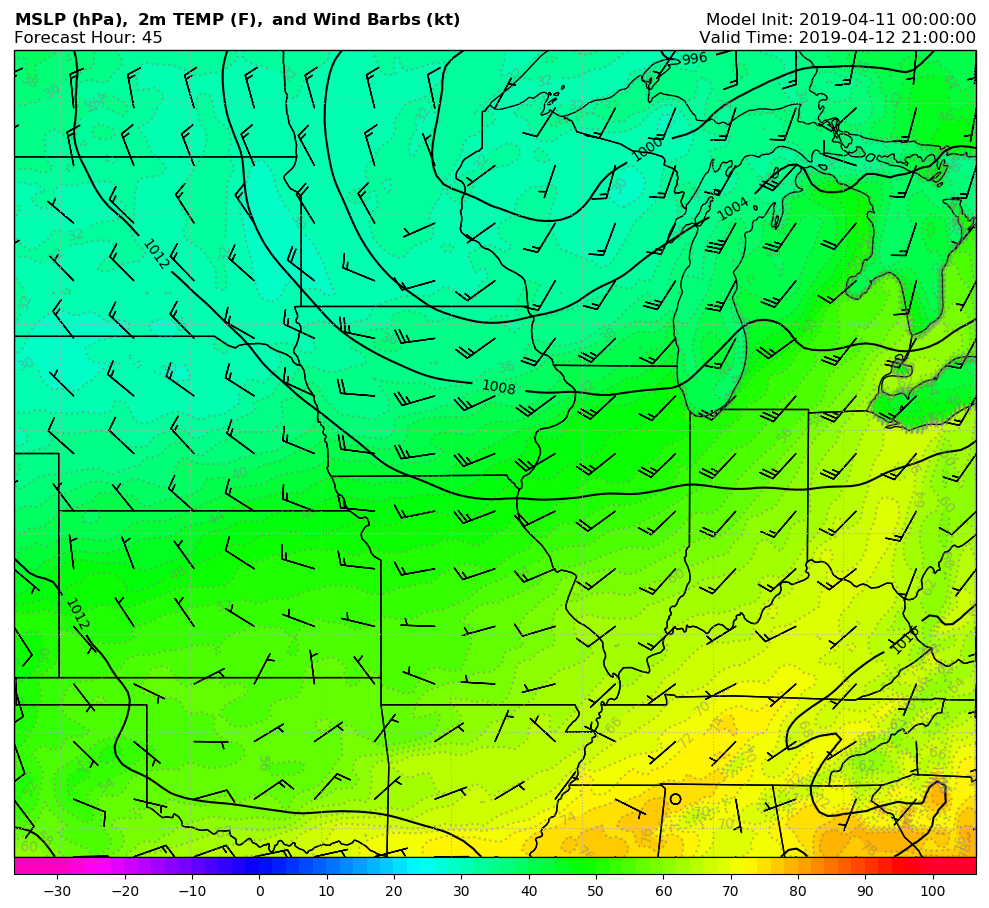 MSLP (hPa), 2m TEMP (F), and Wind Barbs (kt)
Model Init: 2019-04-11 00:00:00
Forecast Hour: 45
Valid Time: 2019-04-12 21:00:00
996
1000
1004
1012
1008
1012
1016
−30 −20 −10 0 10 20 30 40 50 60 70 80 90 100